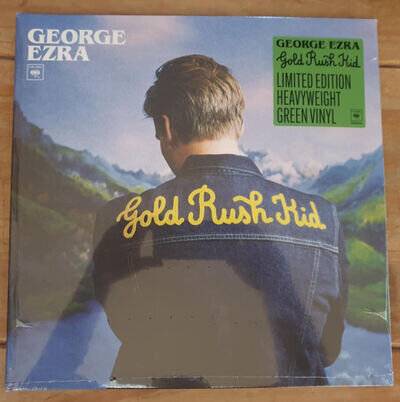 GEORGE
EZRA
GEORGE EZRA
Gold Rush Kid
LIMITED EDITION
HEAVYWEIGHT
GREEN VINYL
Gold Rush Kid